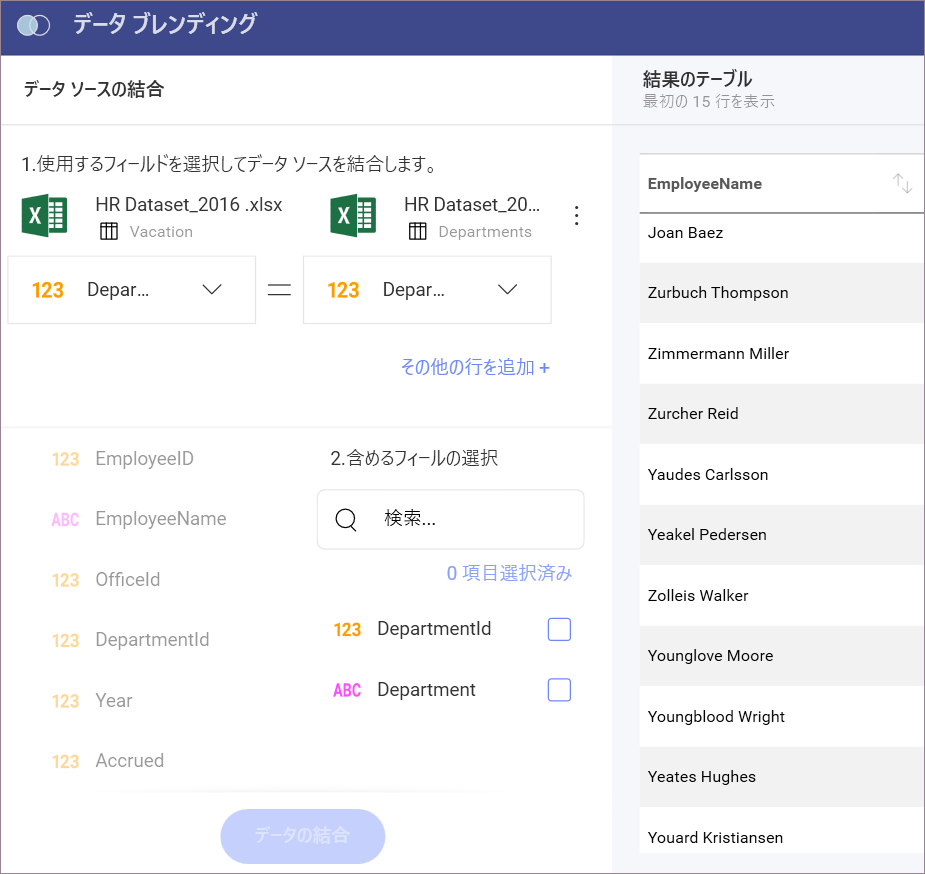 データ ブレンディング
データ ソースの結合
1.使用するフィールドを選択してデータ ソースを結合します。
HR Dataset_2016 .xlsx
Vacation
HR Dataset_20...
Departments
123 Depar...
123 Depar...
その他の行を追加 +
123 EmployeeID
ABC EmployeeName
123 OfficeId
123 DepartmentId
123 Year
123 Accrued
2.含めるフィールの選択
検索...
0 項目選択済み
123 DepartmentId
ABC Department
データの結合
結果のテーブル
最初の 15 行を表示
EmployeeName
Joan Baez
Zurbuch Thompson
Zimmermann Miller
Zurcher Reid
Yaudes Carlsson
Yeakel Pedersen
Zolleis Walker
Younglove Moore
Youngblood Wright
Yeates Hughes
Youard Kristiansen